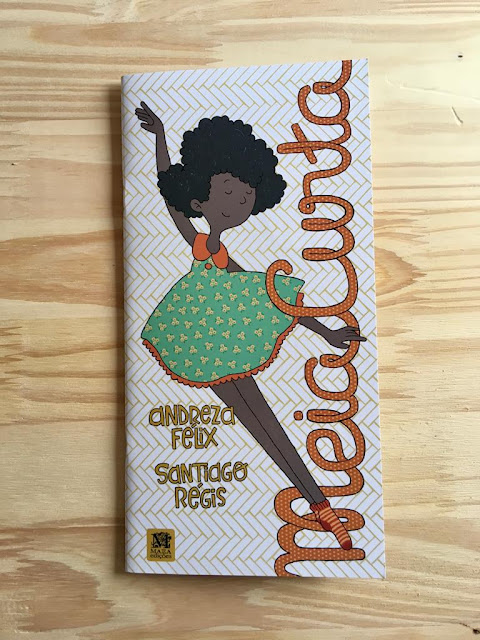 Meia Curta
ANDREZA
FÉLIX
SANTIAGO
RÉGIS
MAZA
edições